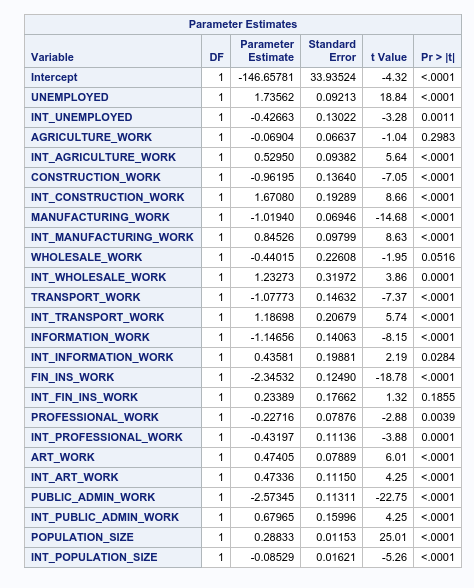 Parameter Estimates
Variable DF Parameter Estimate Standard Error t Value Pr > |t|
Intercept 1 -146.65781 33.93524 -4.32 <.0001
UNEMPLOYED 1 1.73562 0.09213 18.84 <.0001
INT_UNEMPLOYED 1 -0.42663 0.13022 -3.28 0.0011
AGRICULTURE_WORK 1 -0.06904 0.06637 -1.04 0.2983
INT_AGRICULTURE_WORK 1 0.52950 0.09382 5.64 <.0001
CONSTRUCTION_WORK 1 -0.96195 0.13640 -7.05 <.0001
INT_CONSTRUCTION_WORK 1 1.67080 0.19289 8.66 <.0001
MANUFACTURING_WORK 1 -1.01940 0.06946 -14.68 <.0001
INT_MANUFACTURING_WORK 1 0.84526 0.09799 8.63 <.0001
WHOLESALE_WORK 1 -0.44015 0.22608 -1.95 0.0516
INT_WHOLESALE_WORK 1 1.23273 0.31972 3.86 0.0001
TRANSPORT_WORK 1 -1.07773 0.14632 -7.37 <.0001
INT_TRANSPORT_WORK 1 1.18698 0.20679 5.74 <.0001
INFORMATION_WORK 1 -1.14656 0.14063 -8.15 <.0001
INT_INFORMATION_WORK 1 0.43581 0.19881 2.19 0.0284
FIN_INS_WORK 1 -2.34532 0.12490 -18.78 <.0001
INT_FIN_INS_WORK 1 0.23389 0.17662 1.32 0.1855
PROFESSIONAL_WORK 1 -0.22716 0.07876 -2.88 0.0039
INT_PROFESSIONAL_WORK 1 -0.43197 0.11136 -3.88 0.0001
ART_WORK 1 0.47405 0.07889 6.01 <.0001
INT_ART_WORK 1 0.47336 0.11150 4.25 <.0001
PUBLIC_ADMIN_WORK 1 -2.57345 0.11311 -22.75 <.0001
INT_PUBLIC_ADMIN_WORK 1 0.67965 0.15996 4.25 <.0001
POPULATION_SIZE 1 0.28833 0.01153 25.01 <.0001
INT_POPULATION_SIZE 1 -0.08529 0.01621 -5.26 <.0001